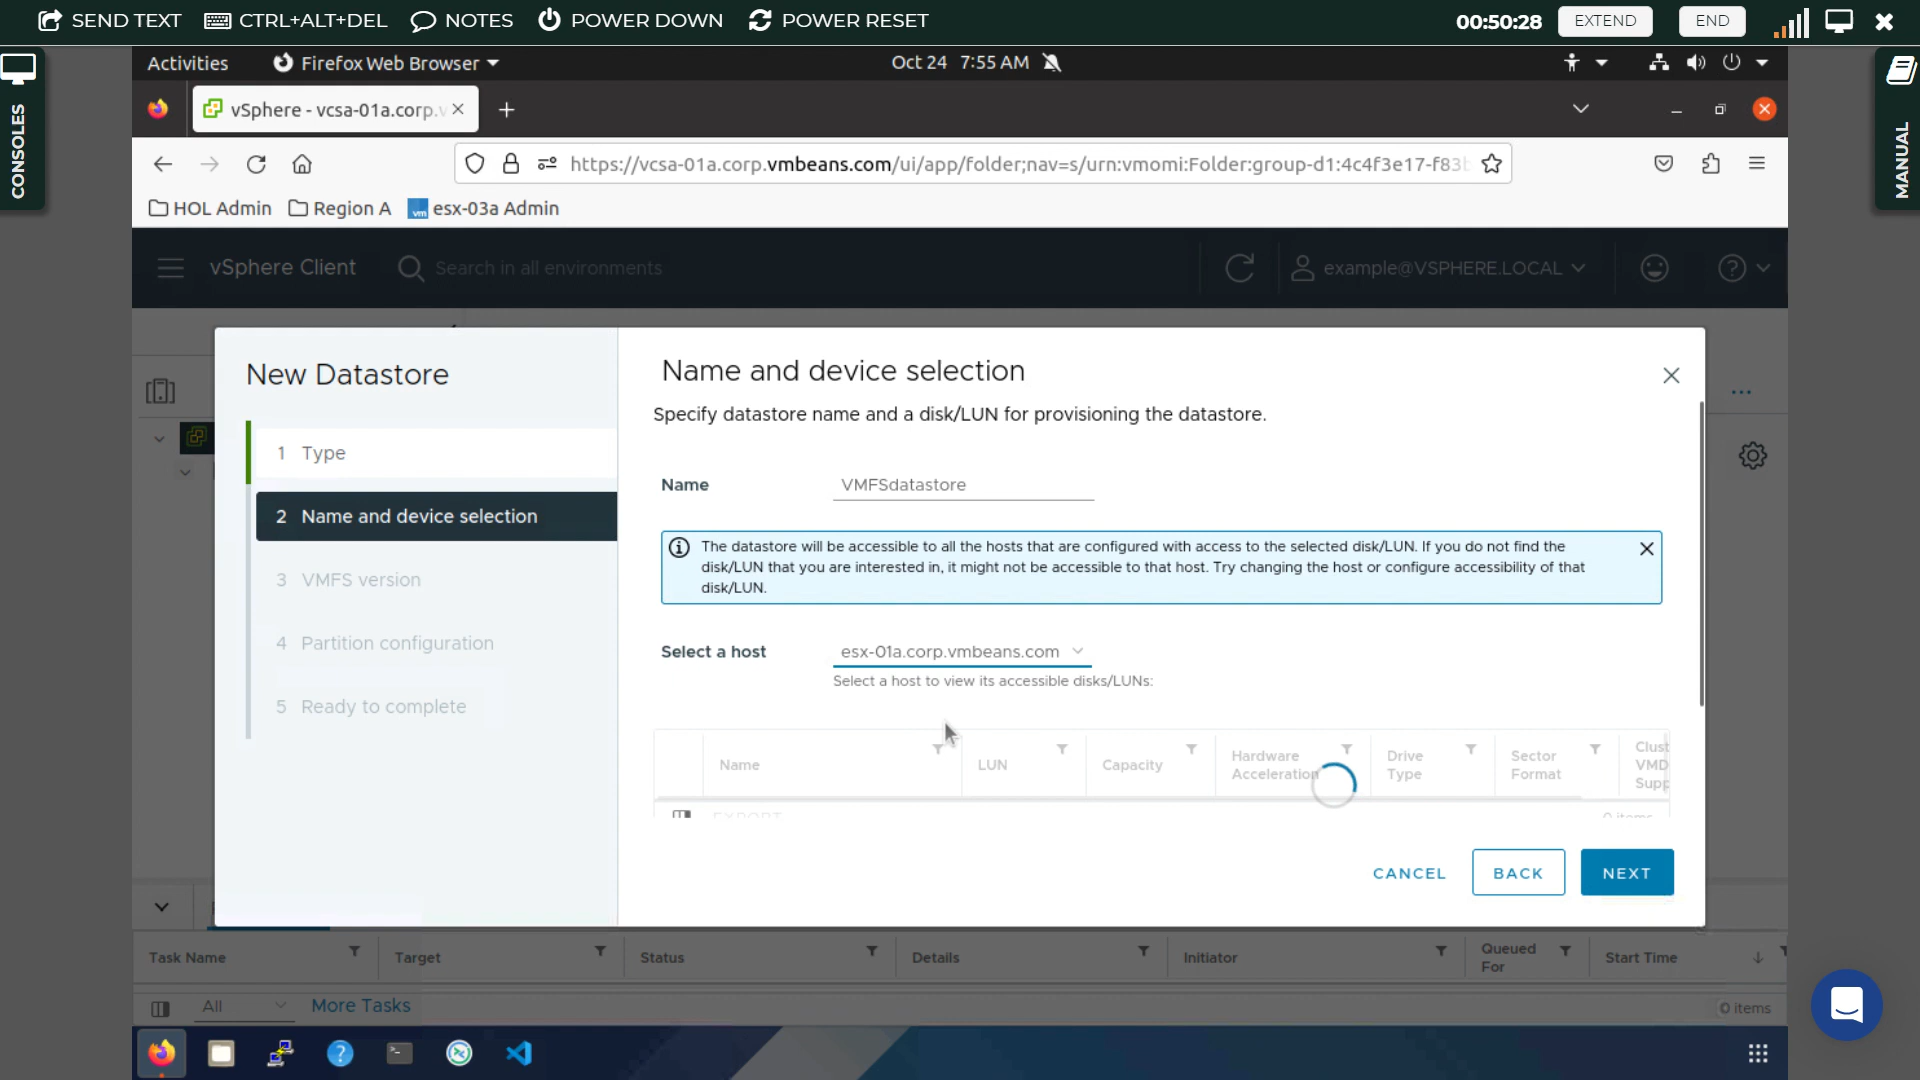 SEND TEXT CTRL+ALT+DEL NOTES POWER DOWN POWER RESET 00:50:28 EXTEND END
CONSOLES
MANUAL
Activities Firefox Web Browser Oct 24 7:55 AM
vSphere - vcsa-01a.corp.v
https://vcsa-01a.corp.vmbeans.com/ui/app/folder;nav=s/urn:vmomi:Folder:group-d1:4c4f3e17-f83b
HOL Admin Region A vm esx-03a Admin
vSphere Client Search in all environments example@VSPHERE.LOCAL
New Datastore
1 Type
2 Name and device selection
3 VMFS version
4 Partition configuration
5 Ready to complete
Name and device selection
Specify datastore name and a disk/LUN for provisioning the datastore.
Name VMFSdatastore
The datastore will be accessible to all the hosts that are configured with access to the selected disk/LUN. If you do not find the
disk/LUN that you are interested in, it might not be accessible to that host. Try changing the host or configure accessibility of that
disk/LUN.
Select a host esx-01a.corp.vmbeans.com
Select a host to view its accessible disks/LUNs:
Name LUN Capacity Hardware Acceleration Drive Type Sector Format Clust VMD Supp
EXPORT 0 items
CANCEL BACK NEXT
Task Name Target Status Details Initiator Queued For Start Time
All More Tasks 0 items